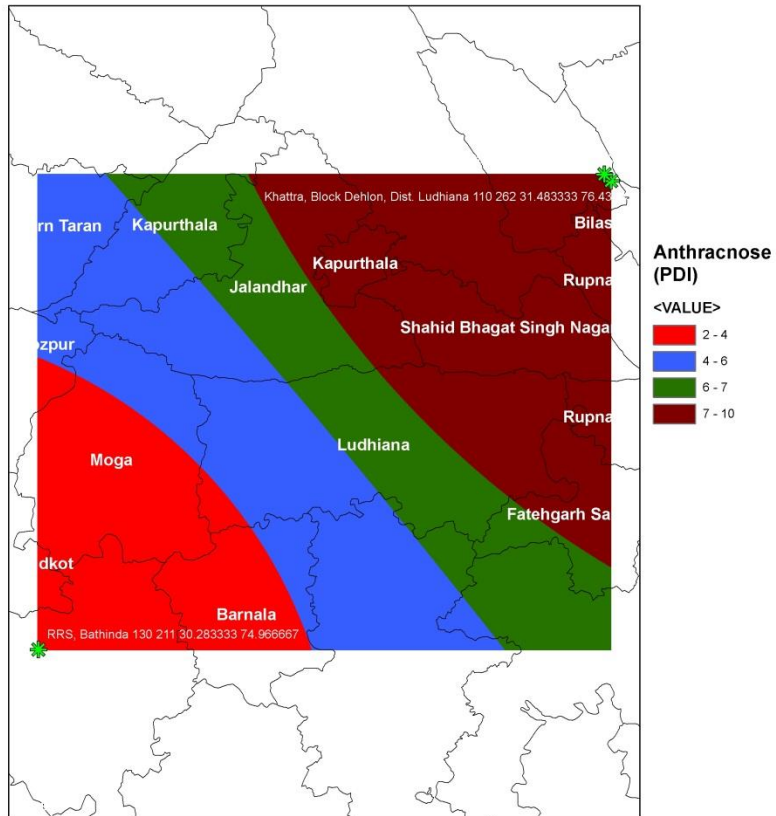 Khattra, Block Dehlon, Dist. Ludhiana 110 262 31.483333 76.43
rn Taran
Kapurthala
Bilas
Kapurthala
Rupna
Jalandhar
Shahid Bhagat Singh Naga
ozpur
Rupna
Ludhiana
Moga
Fatehgarh Sa
dkot
Barnala
RRS, Bathinda 130 211 30.283333 74.966667
Anthracnose
(PDI)
<VALUE>
2 - 4
4 - 6
6 - 7
7 - 10